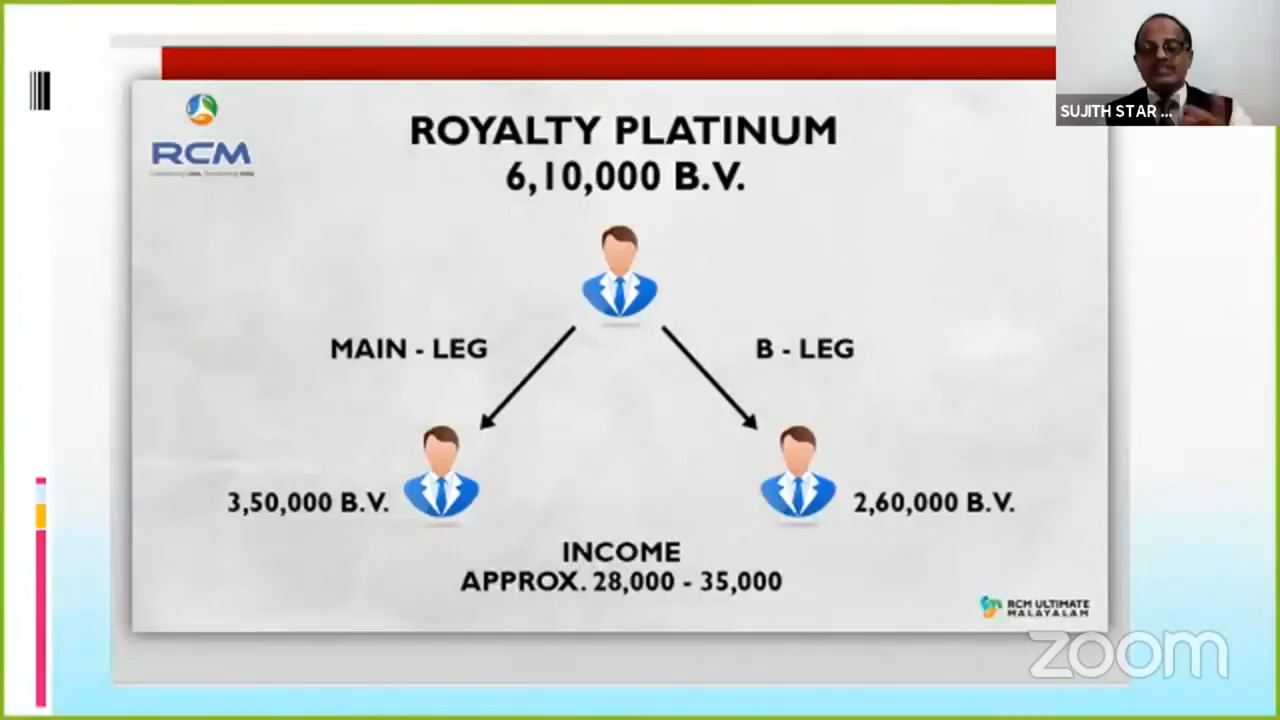 SUJITH STAR ...
RCM
ROYALTY PLATINUM
6,10,000 B.V.
MAIN - LEG
B - LEG
3,50,000 B.V.
2,60,000 B.V.
INCOME
APPROX. 28,000 - 35,000
RCM ULTIMATE
MALAYALAM
zoom